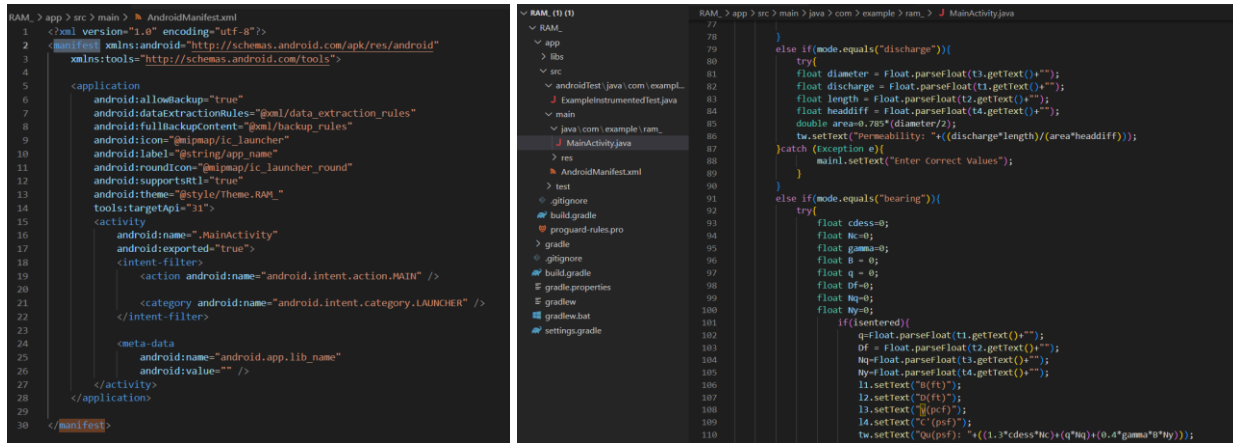 RAM_ > app > src > main > AndroidManifest.xml
1 <?xml version="1.0" encoding="utf-8"?>
2 <manifest xmlns:android="http://schemas.android.com/apk/res/android"
3 xmlns:tools="http://schemas.android.com/tools">
4
5 <application
6 android:allowBackup="true"
7 android:dataExtractionRules="@xml/data_extraction_rules"
8 android:fullBackupContent="@xml/backup_rules"
9 android:icon="@mipmap/ic_launcher"
10 android:label="@string/app_name"
11 android:roundIcon="@mipmap/ic_launcher_round"
12 android:supportsRtl="true"
13 android:theme="@style/Theme.RAM_"
14 tools:targetApi="31">
15 <activity
16 android:name=".MainActivity"
17 android:exported="true">
18 <intent-filter>
19 <action android:name="android.intent.action.MAIN" />
20
21 <category android:name="android.intent.category.LAUNCHER" />
22 </intent-filter>
23
24 <meta-data
25 android:name="android.app.lib_name"
26 android:value="" />
27 </activity>
28 </application>
29
30 </manifest>
RAM_ (1) (1)
RAM_
app
libs
src
androidTest \ java \ com \ exampl...
J ExampleInstrumentedTest.java
main
java \ com \ example \ ram_
J MainActivity.java
res
AndroidManifest.xml
test
.gitignore
build.gradle
proguard-rules.pro
gradle
.gitignore
build.gradle
gradle.properties
gradlew
gradlew.bat
settings.gradle
RAM_ > app > src > main > java > com > example > ram_ > J MainActivity.java
77
78 }
79 else if(mode.equals("discharge")){
80 try{
81 float diameter = Float.parseFloat(t3.getText()+"");
82 float discharge = Float.parseFloat(t1.getText()+"");
83 float length = Float.parseFloat(t2.getText()+"");
84 float headdiff = Float.parseFloat(t4.getText()+"");
85 double area=0.785*(diameter/2);
86 tw.setText("Permeability: "+((discharge*length)/(area*headdiff)));
87 }catch (Exception e){
88 mainl.setText("Enter Correct Values");
89 }
90 }
91 else if(mode.equals("bearing")){
92 try{
93 float cdess=0;
94 float Nc=0;
95 float gamma=0;
96 float B = 0;
97 float q = 0;
98 float Df=0;
99 float Nq=0;
100 float Ny=0;
101 if(isentered){
102 q=Float.parseFloat(t1.getText()+"");
103 Df = Float.parseFloat(t2.getText()+"");
104 Nq=Float.parseFloat(t3.getText()+"");
105 Ny=Float.parseFloat(t4.getText()+"");
106 l1.setText("B(ft)");
107 l2.setText("D(ft)");
108 l3.setText("γ(pcf)");
109 l4.setText("C'(psf)");
110 tw.setText("Qu(psf): "+((1.3*cdess*Nc)+(q*Nq)+(0.4*gamma*B*Ny)));